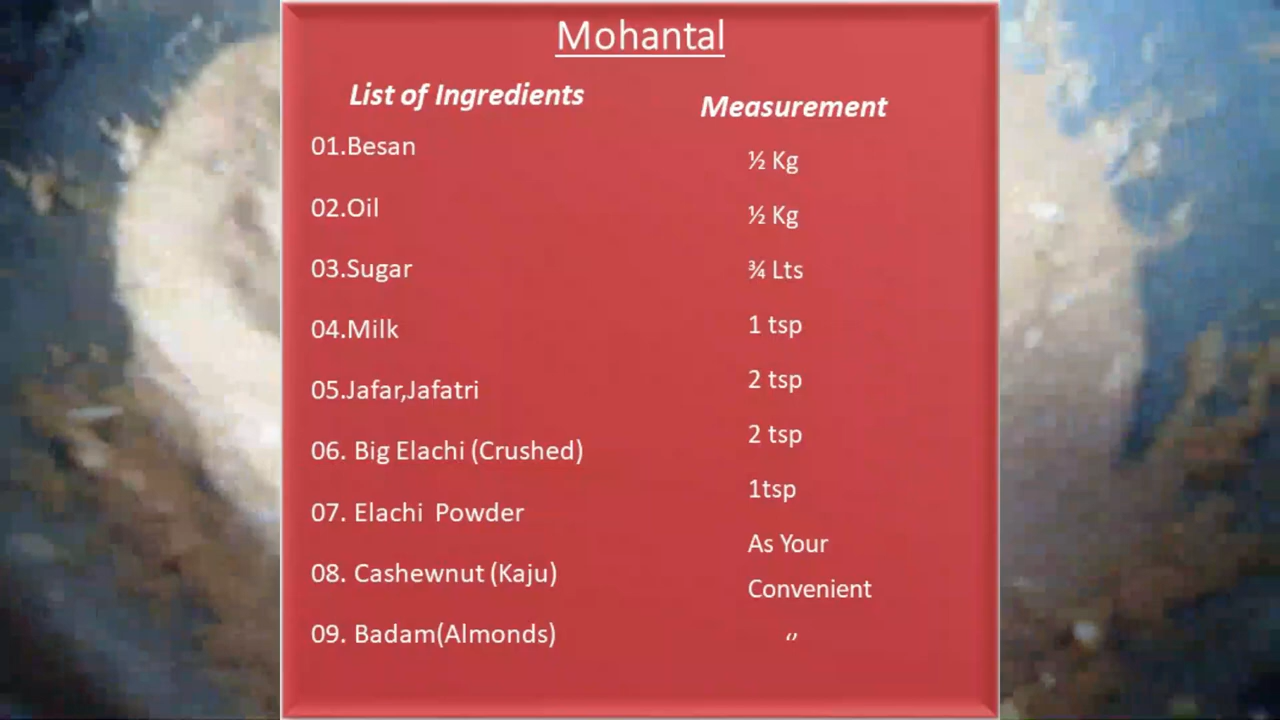 Mohantal
List of Ingredients
01.Besan
02.Oil
03.Sugar
04.Milk
05.Jafar,Jafatri
06. Big Elachi (Crushed)
07. Elachi Powder
08. Cashewnut (Kaju)
09. Badam(Almonds)
Measurement
½ Kg
½ Kg
¾ Lts
1 tsp
2 tsp
2 tsp
1tsp
As Your
Convenient
‘’